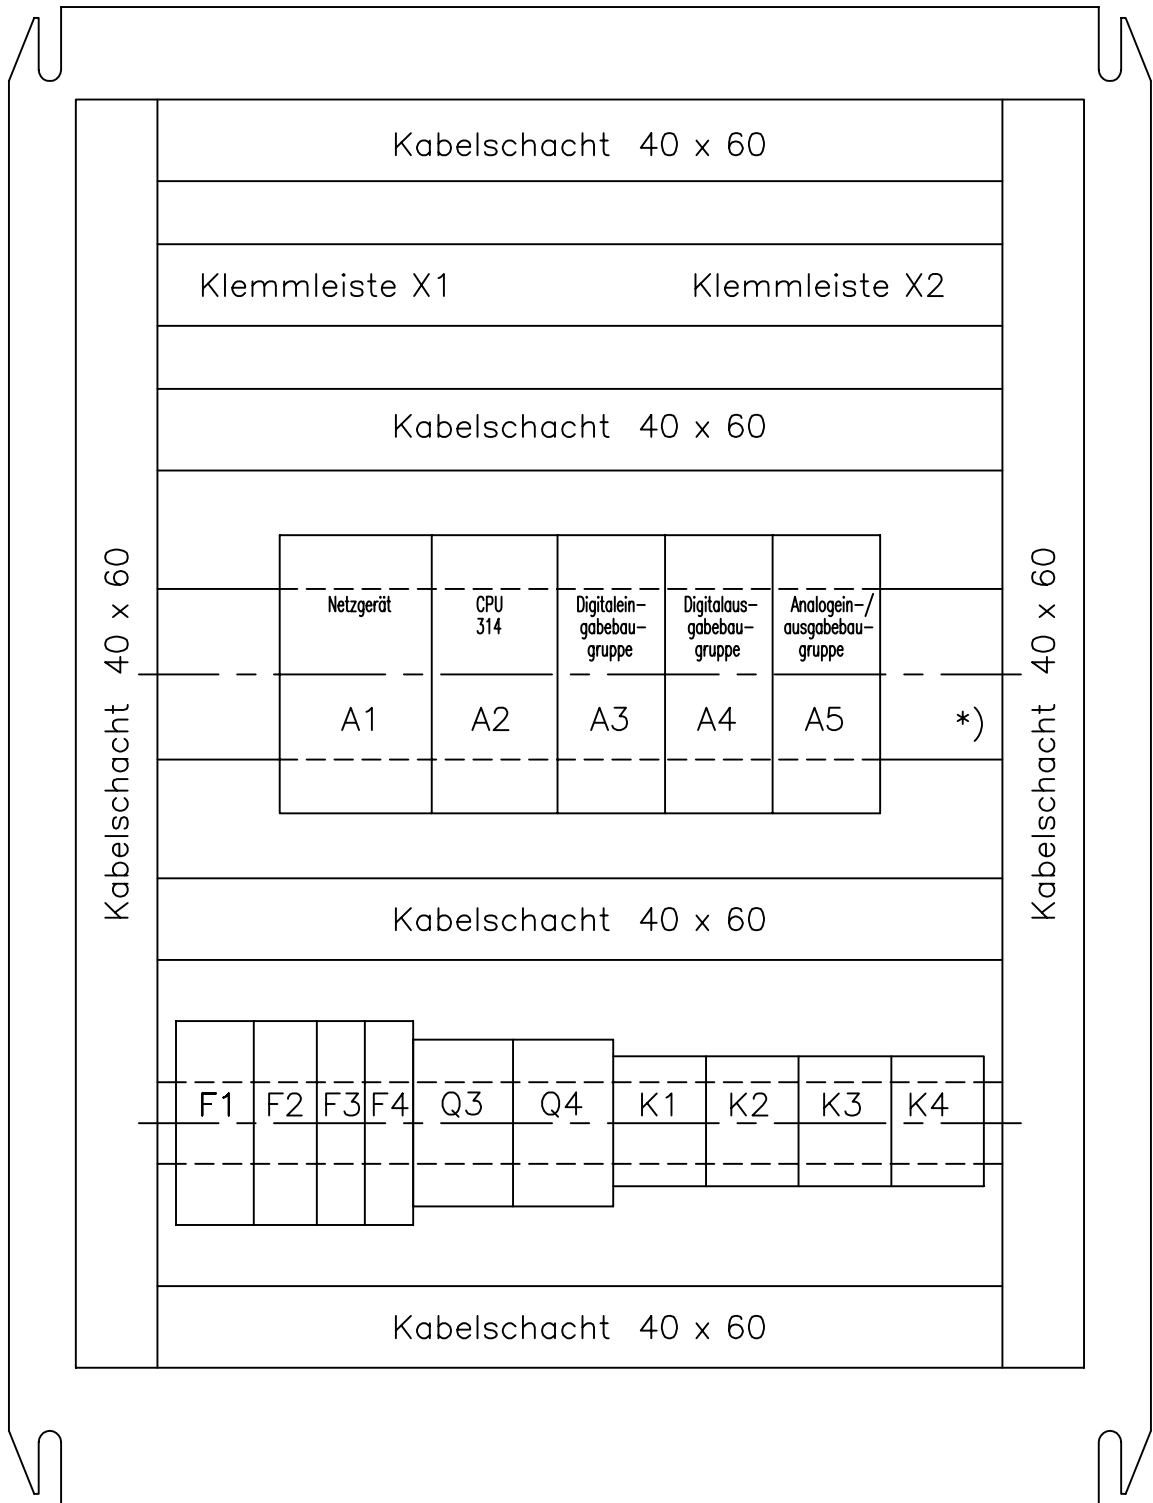 Kabelschacht 40 x 60
Klemmleiste X1 Klemmleiste X2
Kabelschacht 40 x 60
Kabelschacht 40 x 60
Netzgerät
CPU
314
Digitalein-
gabebau-
gruppe
Digitalaus-
gabebau-
gruppe
Analogein-/
ausgabebau-
gruppe
A1 A2 A3 A4 A5 *)
Kabelschacht 40 x 60
Kabelschacht 40 x 60
F1 F2 F3 F4 Q3 Q4 K1 K2 K3 K4
Kabelschacht 40 x 60